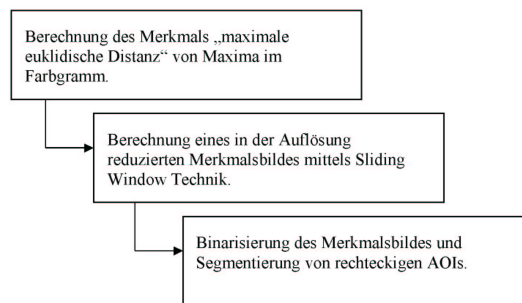 Berechnung des Merkmals „maximale
euklidische Distanz“ von Maxima im
Farbgramm.
Berechnung eines in der Auflösung
reduzierten Merkmalsbildes mittels Sliding
Window Technik.
Binarisierung des Merkmalsbildes und
Segmentierung von rechteckigen AOIs.